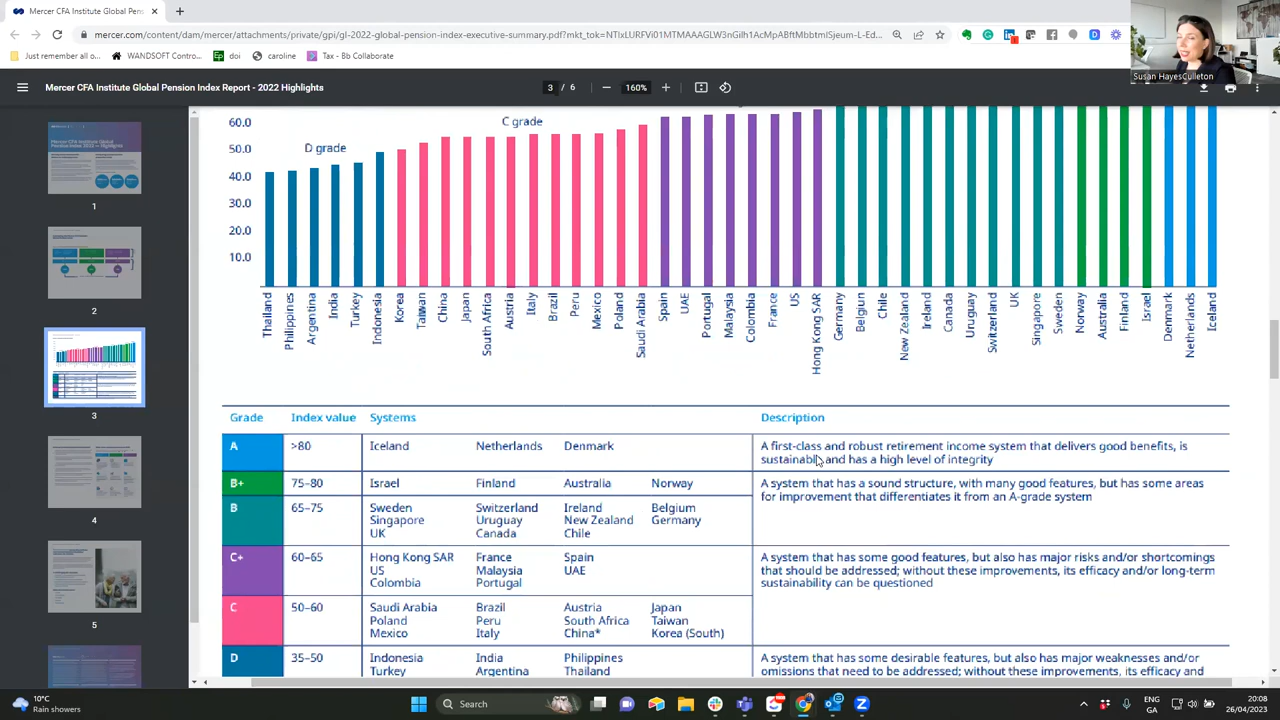 Mercer CFA Institute Global Pen
mercer.com/content/dam/mercer/attachments/private/gpi/gl-2022-global-pension-index-executive-summary.pdf?mkt_tok=
Just remember all o
WANDSOFT Contro...
doi
caroline
Tax - Bb Collaborate
Susan HayesCulleton
Mercer CFA Institute Global Pension Index Report - 2022 Highlights
3 / 6
160%
1
2
3
4
5
60.0
50.0
40.0
30.0
20.0
10.0
D grade
C grade
Thailand
Philippines
Argentina
India
Turkey
Indonesia
Korea
Taiwan
China
Japan
South Africa
Austria
Italy
Brazil
Peru
Mexico
Poland
Saudi Arabia
Spain
UAE
Portugal
Malaysia
Colombia
France
US
Hong Kong SAR
Germany
Belgiun
Chile
New Zealand
Ireland
Canada
Uruguay
Switzerland
UK
Singapore
Sweden
Norway
Australia
Finland
Israel
Denmark
Netherlands
Iceland
Grade Index value Systems Description
A >80 Iceland Netherlands Denmark A first-class and robust retirement income system that delivers good benefits, is
sustainable and has a high level of integrity
B+ 75–80 Israel Finland Australia Norway A system that has a sound structure, with many good features, but has some areas
for improvement that differentiates it from an A-grade system
B 65–75 Sweden Switzerland Ireland Belgium
Singapore Uruguay New Zealand Germany
UK Canada Chile
C+ 60–65 Hong Kong SAR France Spain A system that has some good features, but also has major risks and/or shortcomings
US Malaysia UAE that should be addressed; without these improvements, its efficacy and/or long-term
Colombia Portugal sustainability can be questioned
C 50–60 Saudi Arabia Brazil Austria Japan
Poland Peru South Africa Taiwan
Mexico Italy China* Korea (South)
D 35–50 Indonesia India Philippines A system that has some desirable features, but also has major weaknesses and/or
Turkey Argentina Thailand omissions that need to be addressed; without these improvements, its efficacy and
10°C
Rain showers
Search
ENG
GA
20:08
26/04/2023